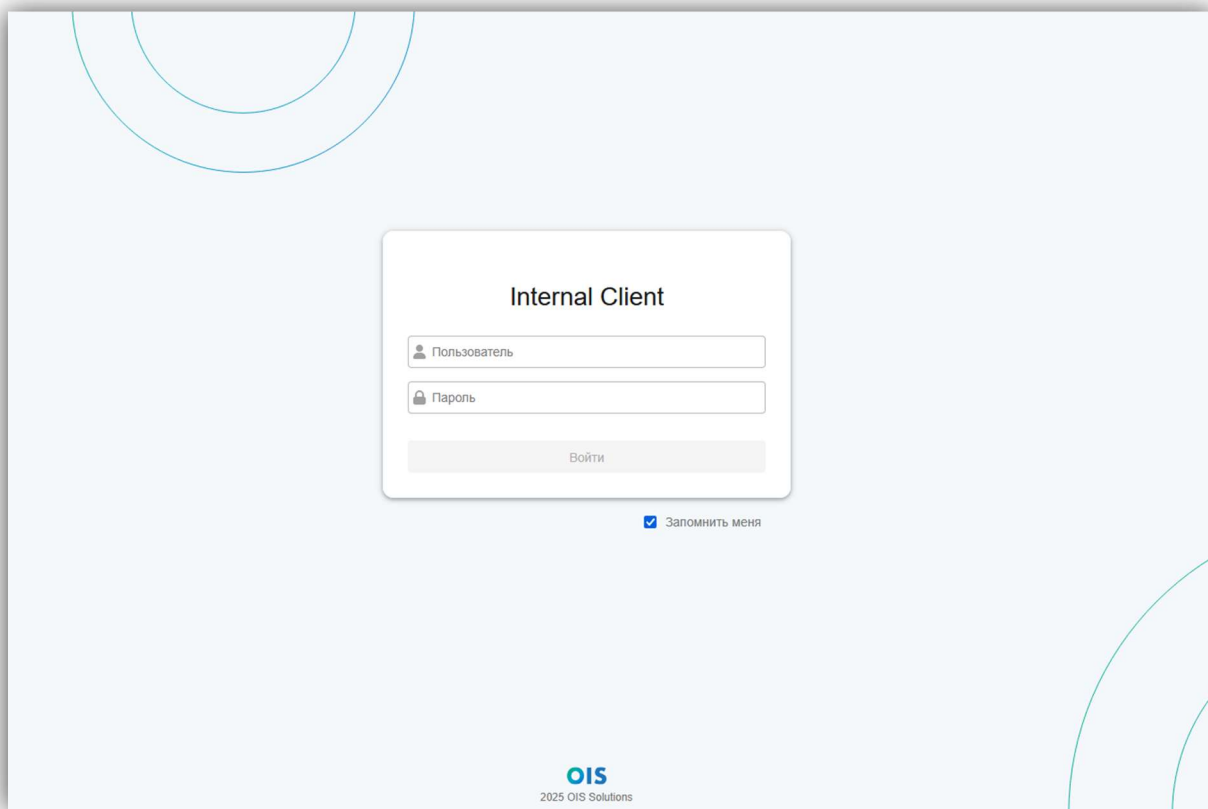 Internal Client
Пользователь
Пароль
Войти
Запомнить меня
OIS
2025 OIS Solutions